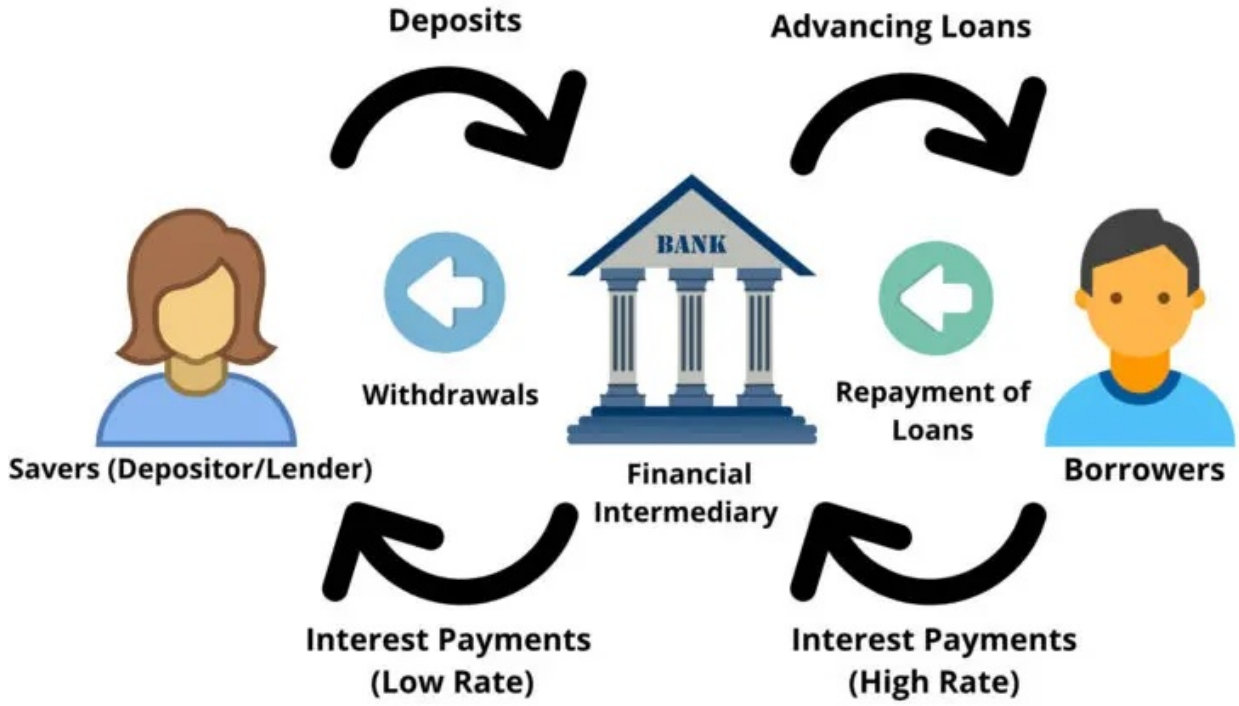 Deposits
Advancing Loans
BANK
Withdrawals
Repayment of
Loans
Savers (Depositor/Lender)
Financial
Intermediary
Borrowers
Interest Payments
(Low Rate)
Interest Payments
(High Rate)